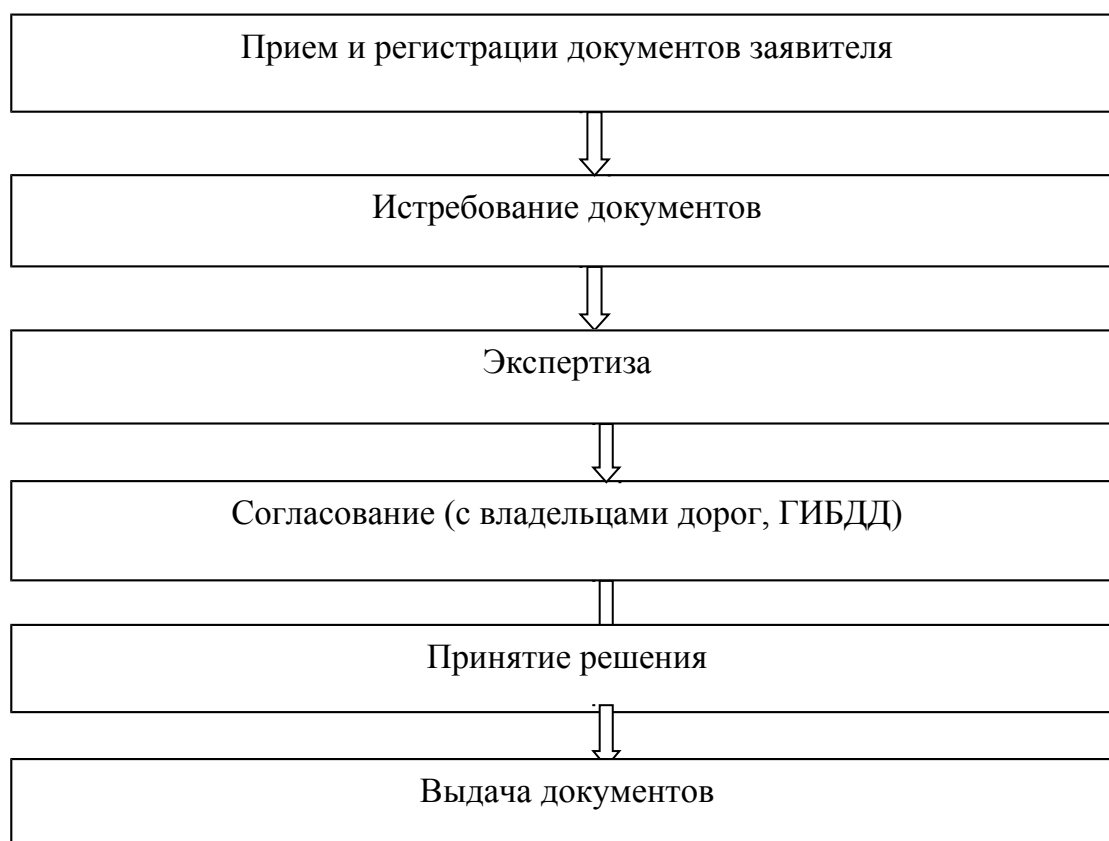 Прием и регистрации документов заявителя
Истребование документов
Экспертиза
Согласование (с владельцами дорог, ГИБДД)
Принятие решения
Выдача документов